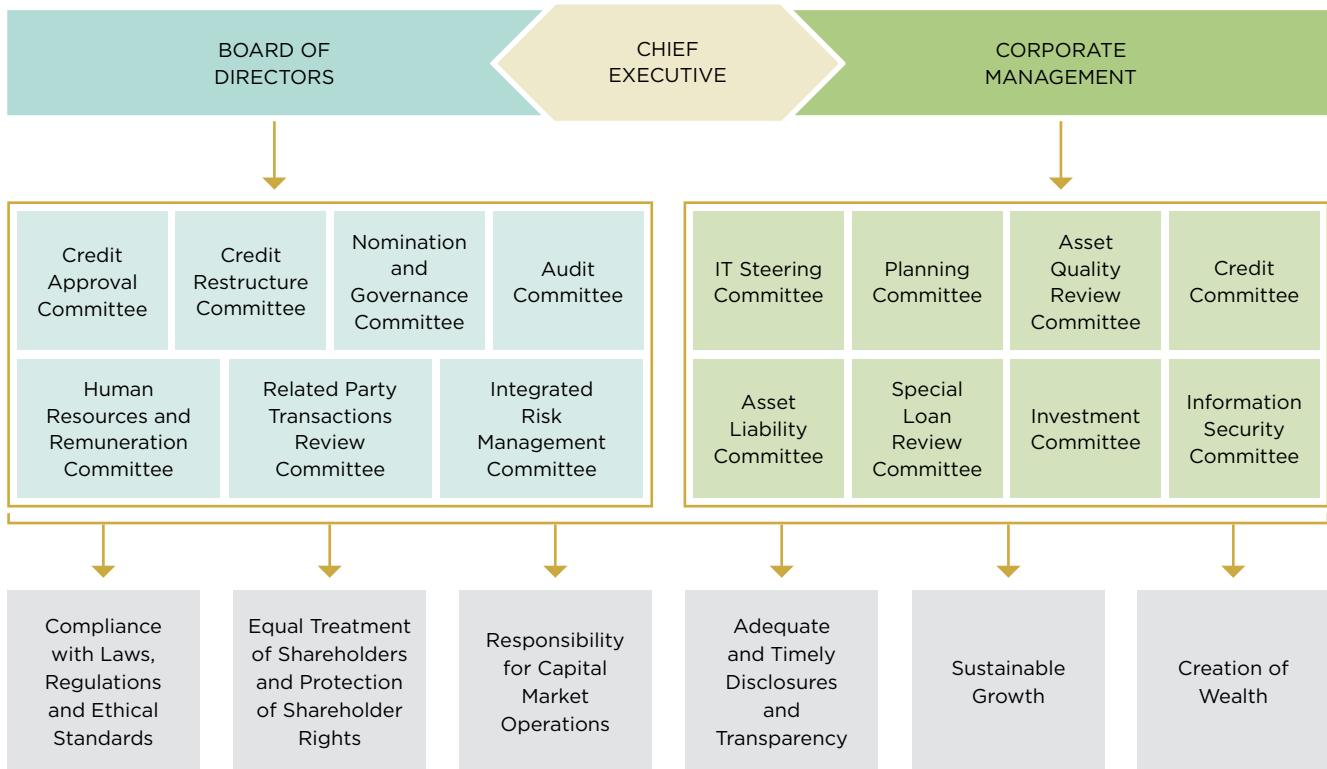 BOARD OF
DIRECTORS
CHIEF
EXECUTIVE
CORPORATE
MANAGEMENT
Credit
Approval
Committee
Credit
Restructure
Committee
Nomination
and
Governance
Committee
Audit
Committee
IT Steering
Committee
Planning
Committee
Asset
Quality
Review
Committee
Credit
Committee
Human
Resources and
Remuneration
Committee
Related Party
Transactions
Review
Committee
Integrated
Risk
Management
Committee
Asset
Liability
Committee
Special
Loan
Review
Committee
Investment
Committee
Information
Security
Committee
Compliance
with Laws,
Regulations
and Ethical
Standards
Equal Treatment
of Shareholders
and Protection
of Shareholder
Rights
Responsibility
for Capital
Market
Operations
Adequate
and Timely
Disclosures
and
Transparency
Sustainable
Growth
Creation of
Wealth